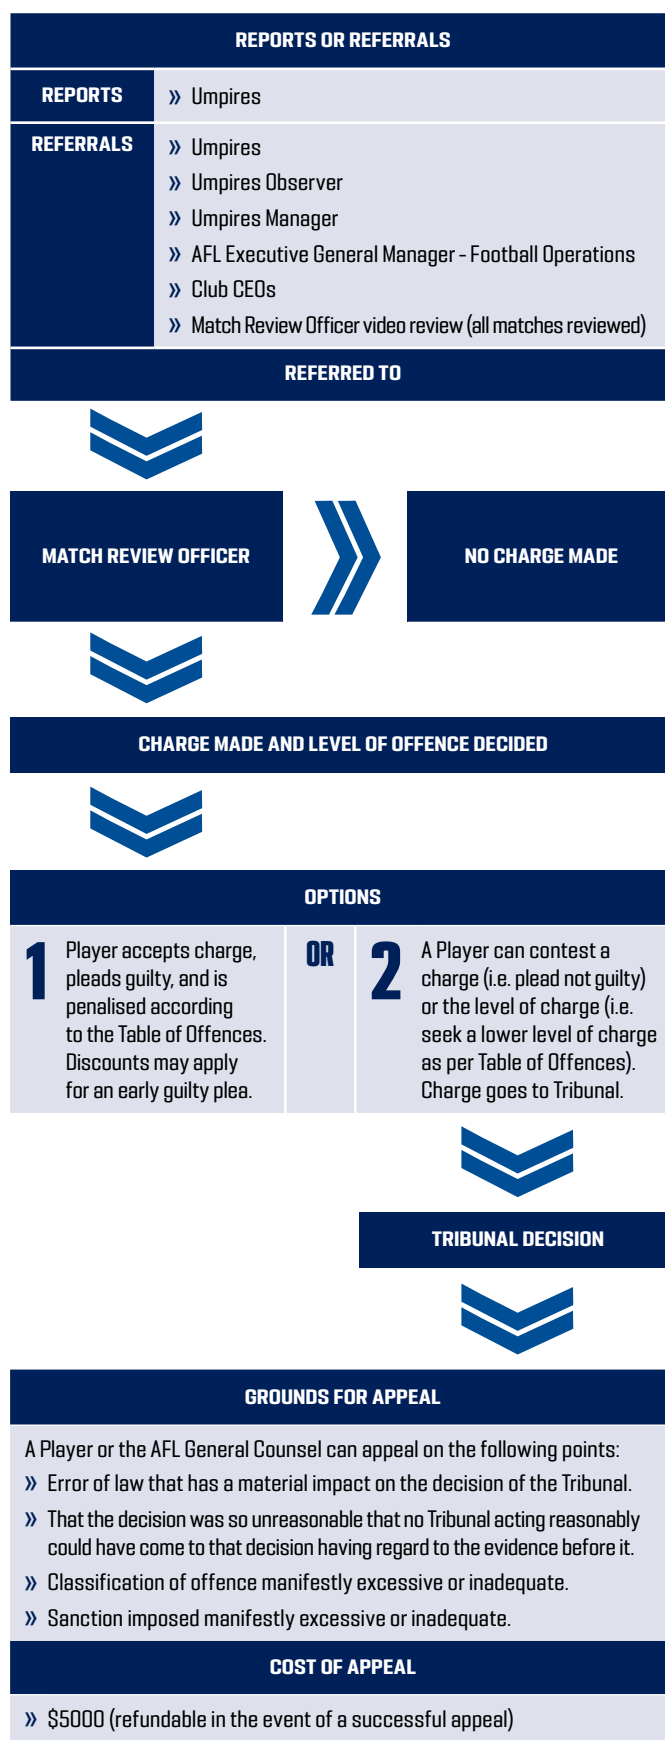 REPORTS OR REFERRALS
REPORTS
» Umpires
REFERRALS
» Umpires
» Umpires Observer
» Umpires Manager
» AFL Executive General Manager - Football Operations
» Club CEOs
» Match Review Officer video review (all matches reviewed)
REFERRED TO
MATCH REVIEW OFFICER
NO CHARGE MADE
CHARGE MADE AND LEVEL OF OFFENCE DECIDED
OPTIONS
1
Player accepts charge,
pleads guilty, and is
penalised according
to the Table of Offences.
Discounts may apply
for an early guilty plea.
OR
2
A Player can contest a
charge (i.e. plead not guilty)
or the level of charge (i.e.
seek a lower level of charge
as per Table of Offences).
Charge goes to Tribunal.
TRIBUNAL DECISION
GROUNDS FOR APPEAL
A Player or the AFL General Counsel can appeal on the following points:
» Error of law that has a material impact on the decision of the Tribunal.
» That the decision was so unreasonable that no Tribunal acting reasonably
could have come to that decision having regard to the evidence before it.
» Classification of offence manifestly excessive or inadequate.
» Sanction imposed manifestly excessive or inadequate.
COST OF APPEAL
» $5000 (refundable in the event of a successful appeal)